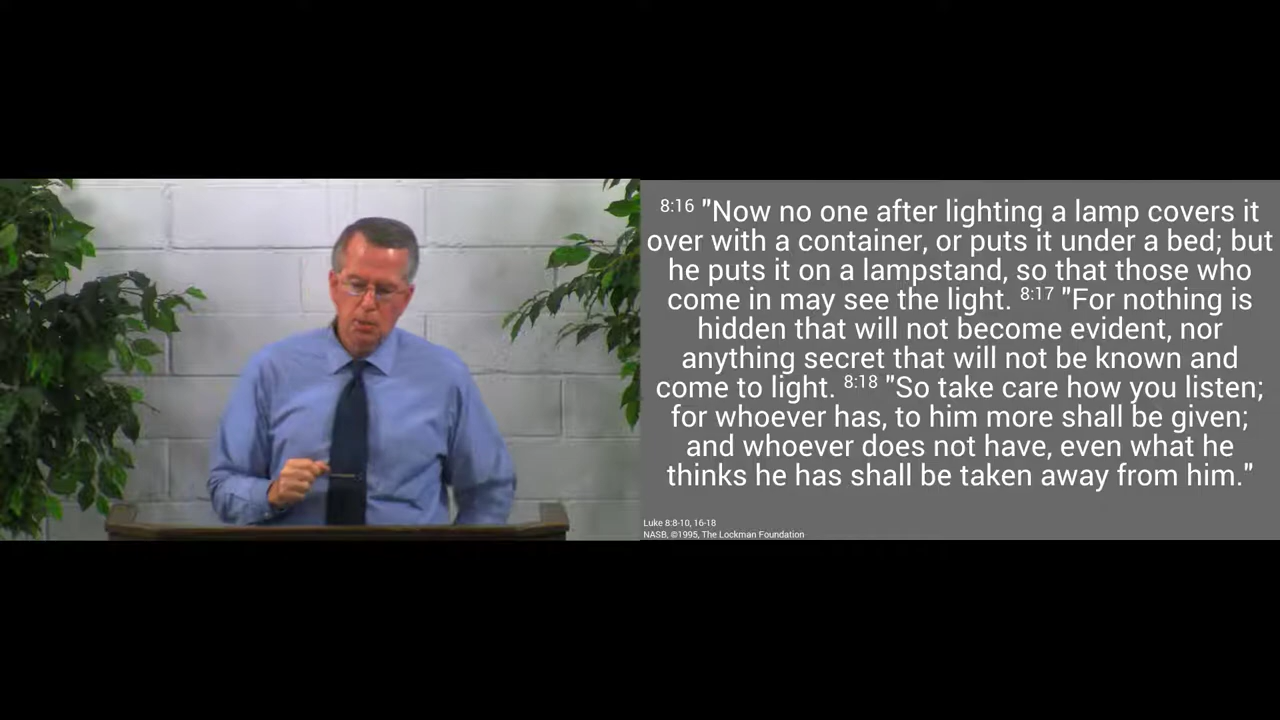 8:16 "Now no one after lighting a lamp covers it
over with a container, or puts it under a bed; but
he puts it on a lampstand, so that those who
come in may see the light. 8:17 "For nothing is
hidden that will not become evident, nor
anything secret that will not be known and
come to light. 8:18 "So take care how you listen;
for whoever has, to him more shall be given;
and whoever does not have, even what he
thinks he has shall be taken away from him."
Luke 8:8-10, 16-18
NASB, ©1995, The Lockman Foundation